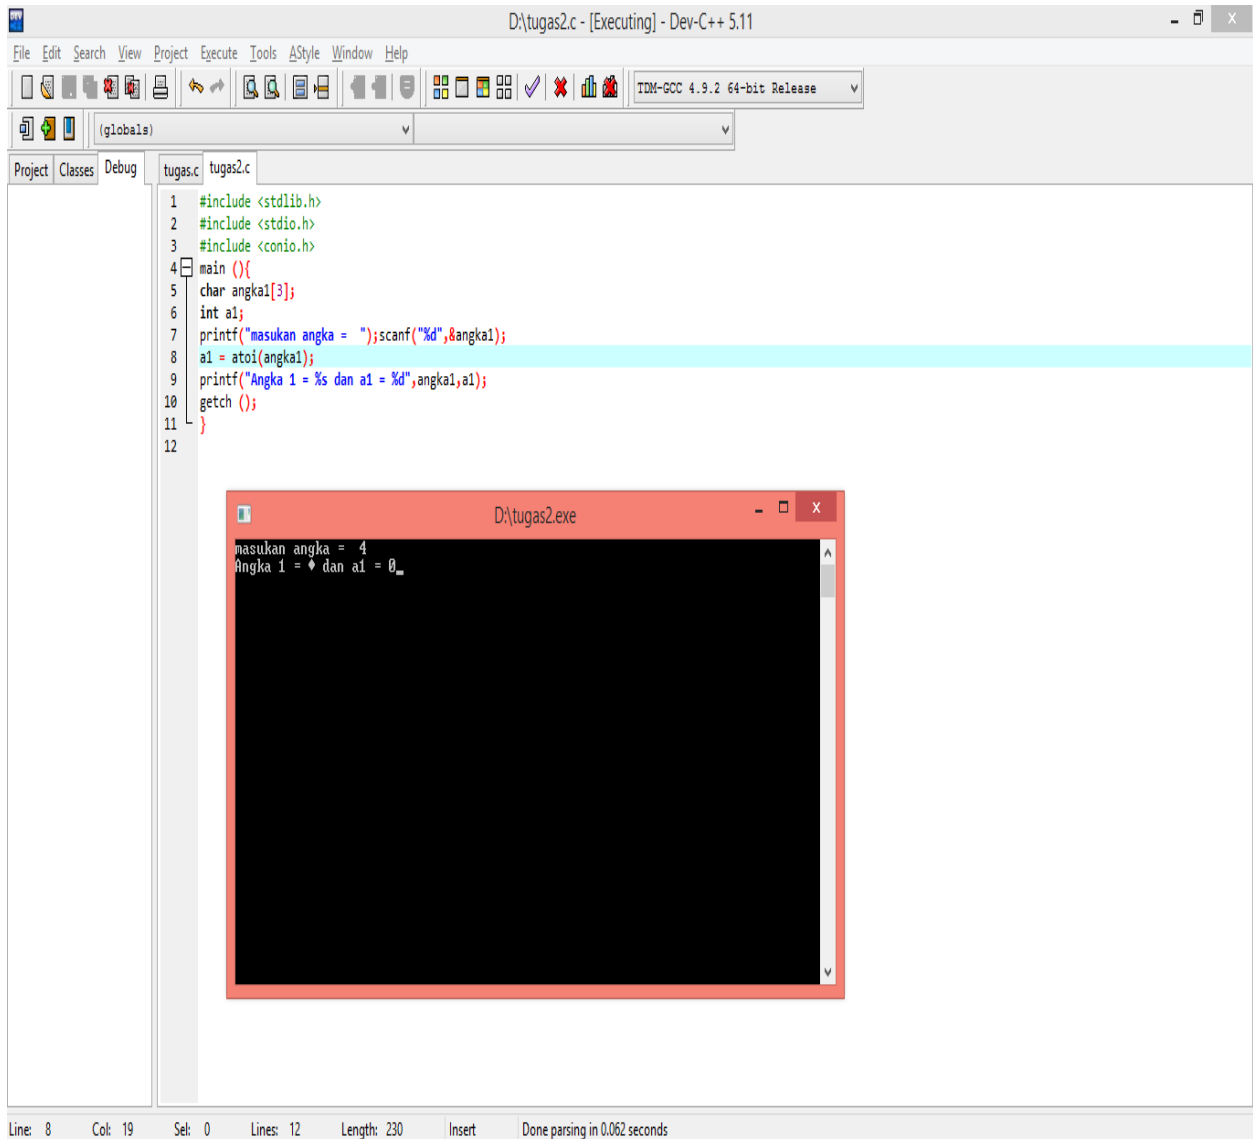 D:\tugas2.c - [Executing] - Dev-C++ 5.11
File Edit Search View Project Execute Tools AStyle Window Help
TDM-GCC 4.9.2 64-bit Release
(globals)
Project Classes Debug tugas.c tugas2.c
1 #include <stdlib.h>
2 #include <stdio.h>
3 #include <conio.h>
4 main (){
5 char angka1[3];
6 int a1;
7 printf("masukan angka =  ");scanf("%d",&angka1);
8 a1 = atoi(angka1);
9 printf("Angka 1 = %s dan a1 = %d",angka1,a1);
10 getch ();
11 }
12
D:\tugas2.exe
masukan angka =  4
Angka 1 = ♦ dan a1 = 0_
Line: 8 Col: 19 Sel: 0 Lines: 12 Length: 230 Insert Done parsing in 0.062 seconds